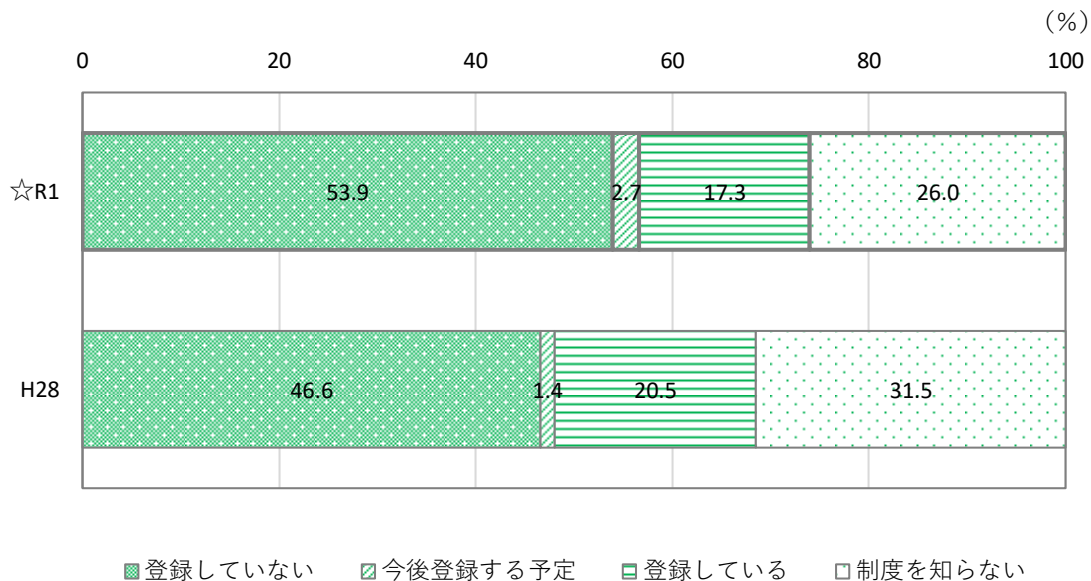 (%)
0 20 40 60 80 100
☆R1 53.9 2.7 17.3 26.0
H28 46.6 1.4 20.5 31.5
登録していない 今後登録する予定 登録している 制度を知らない